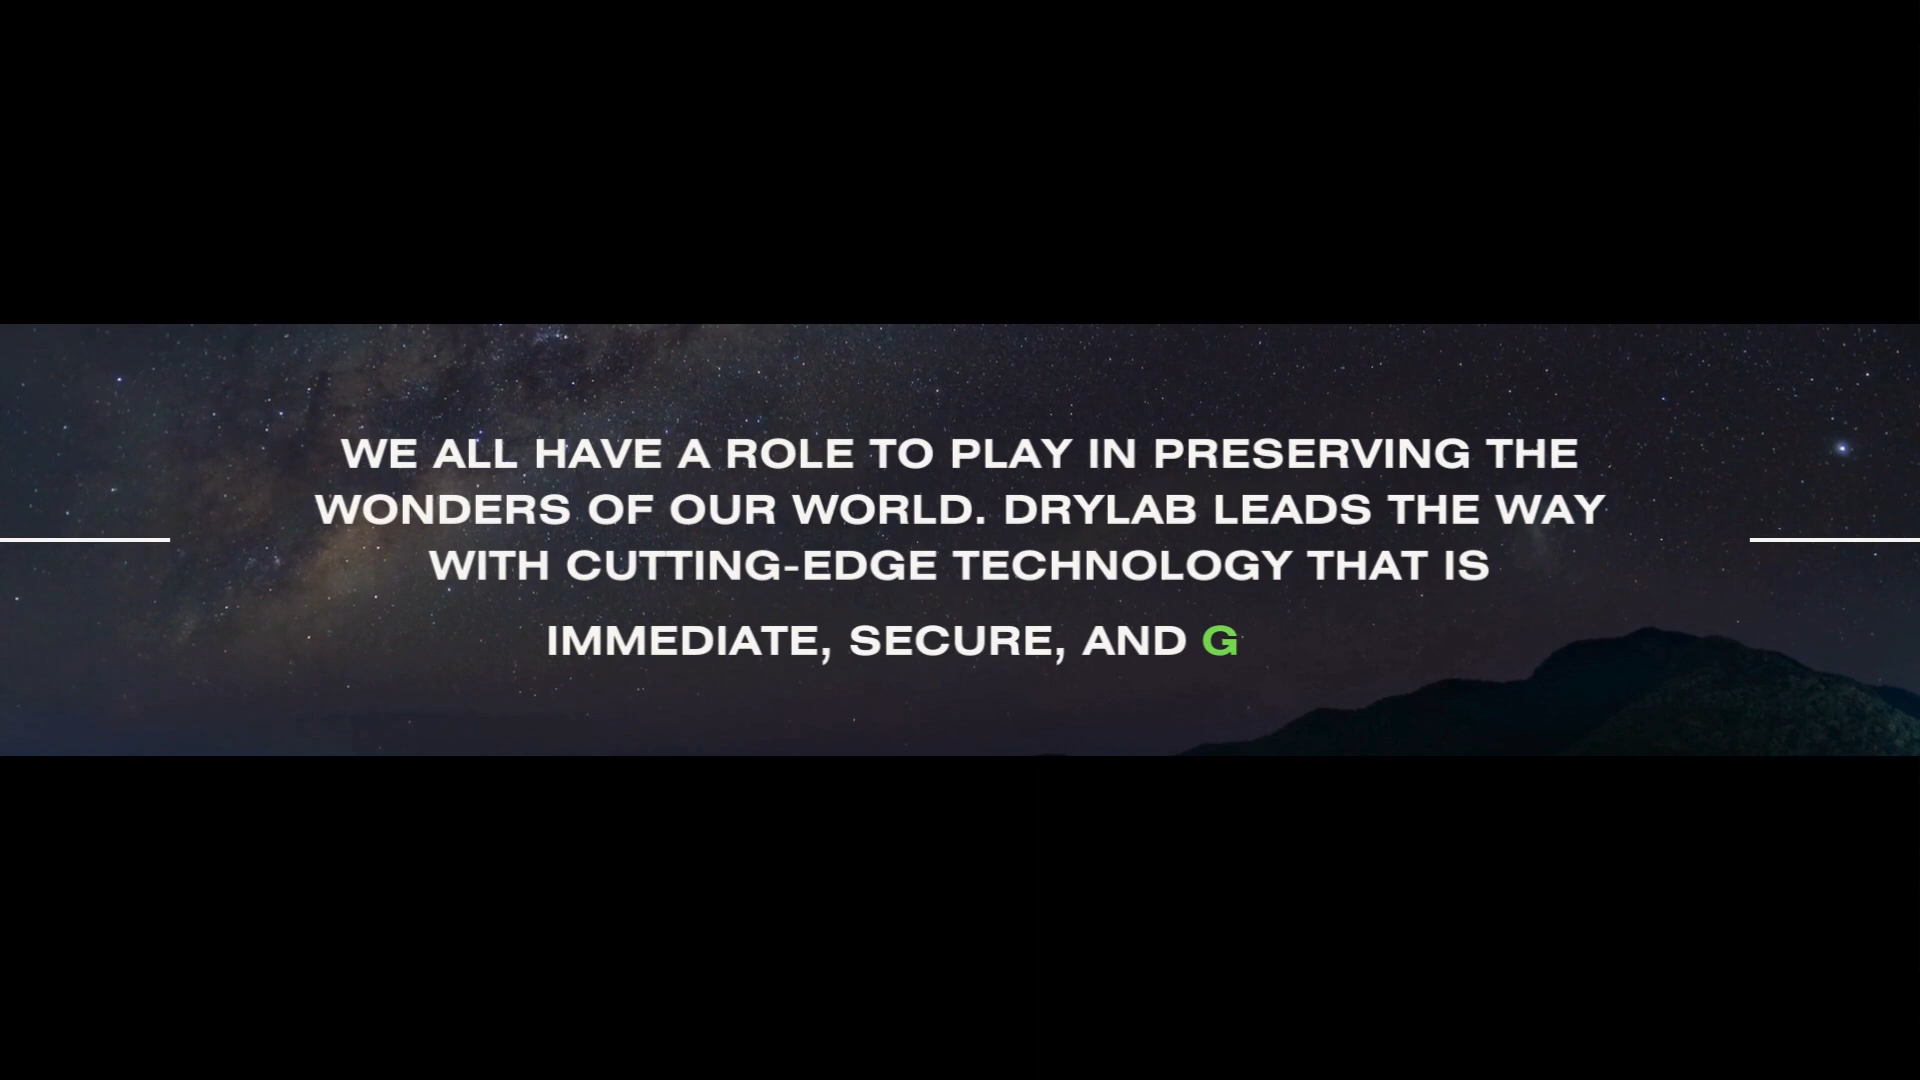 WE ALL HAVE A ROLE TO PLAY IN PRESERVING THE
WONDERS OF OUR WORLD. DRYLAB LEADS THE WAY
WITH CUTTING-EDGE TECHNOLOGY THAT IS
IMMEDIATE, SECURE, AND G